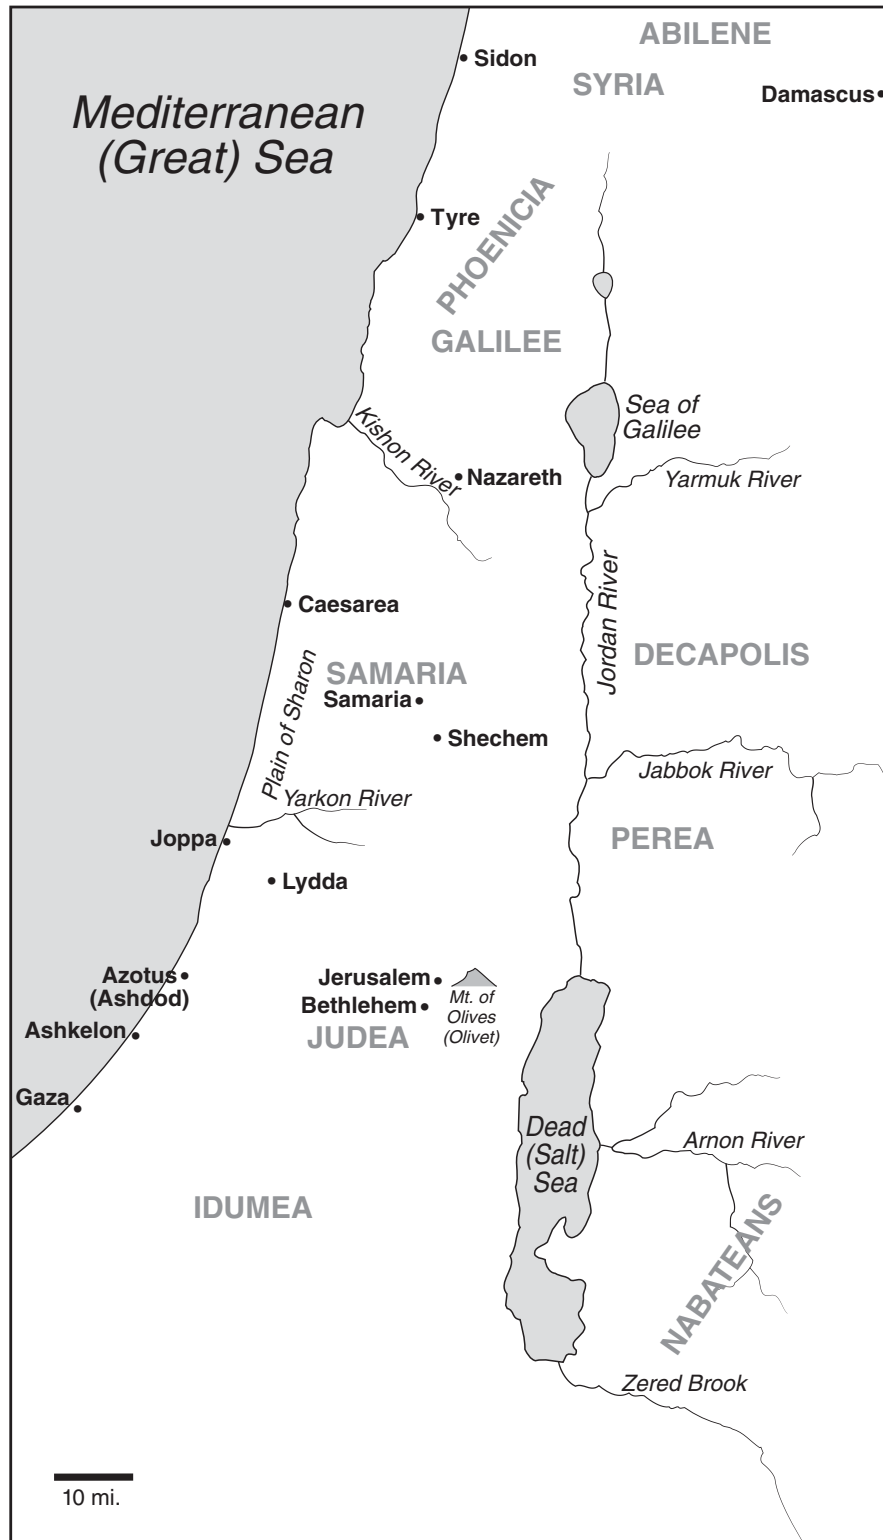 ABILENE
Sidon
SYRIA
Damascus
Mediterranean
(Great) Sea
PHOENICIA
Tyre
GALILEE
Sea of
Galilee
Kishon River
Nazareth
Yarmuk River
Jordan River
Caesarea
DECAPOLIS
Plain of Sharon
SAMARIA
Samaria
Shechem
Jabbok River
Yarkon River
Joppa
PEREA
Lydda
Azotus
(Ashdod)
Jerusalem
Mt. of
Olives
(Olivet)
Bethlehem
Ashkelon
JUDEA
Gaza
Dead
(Salt)
Sea
Arnon River
IDUMEA
NABATEANS
Zered Brook
10 mi.